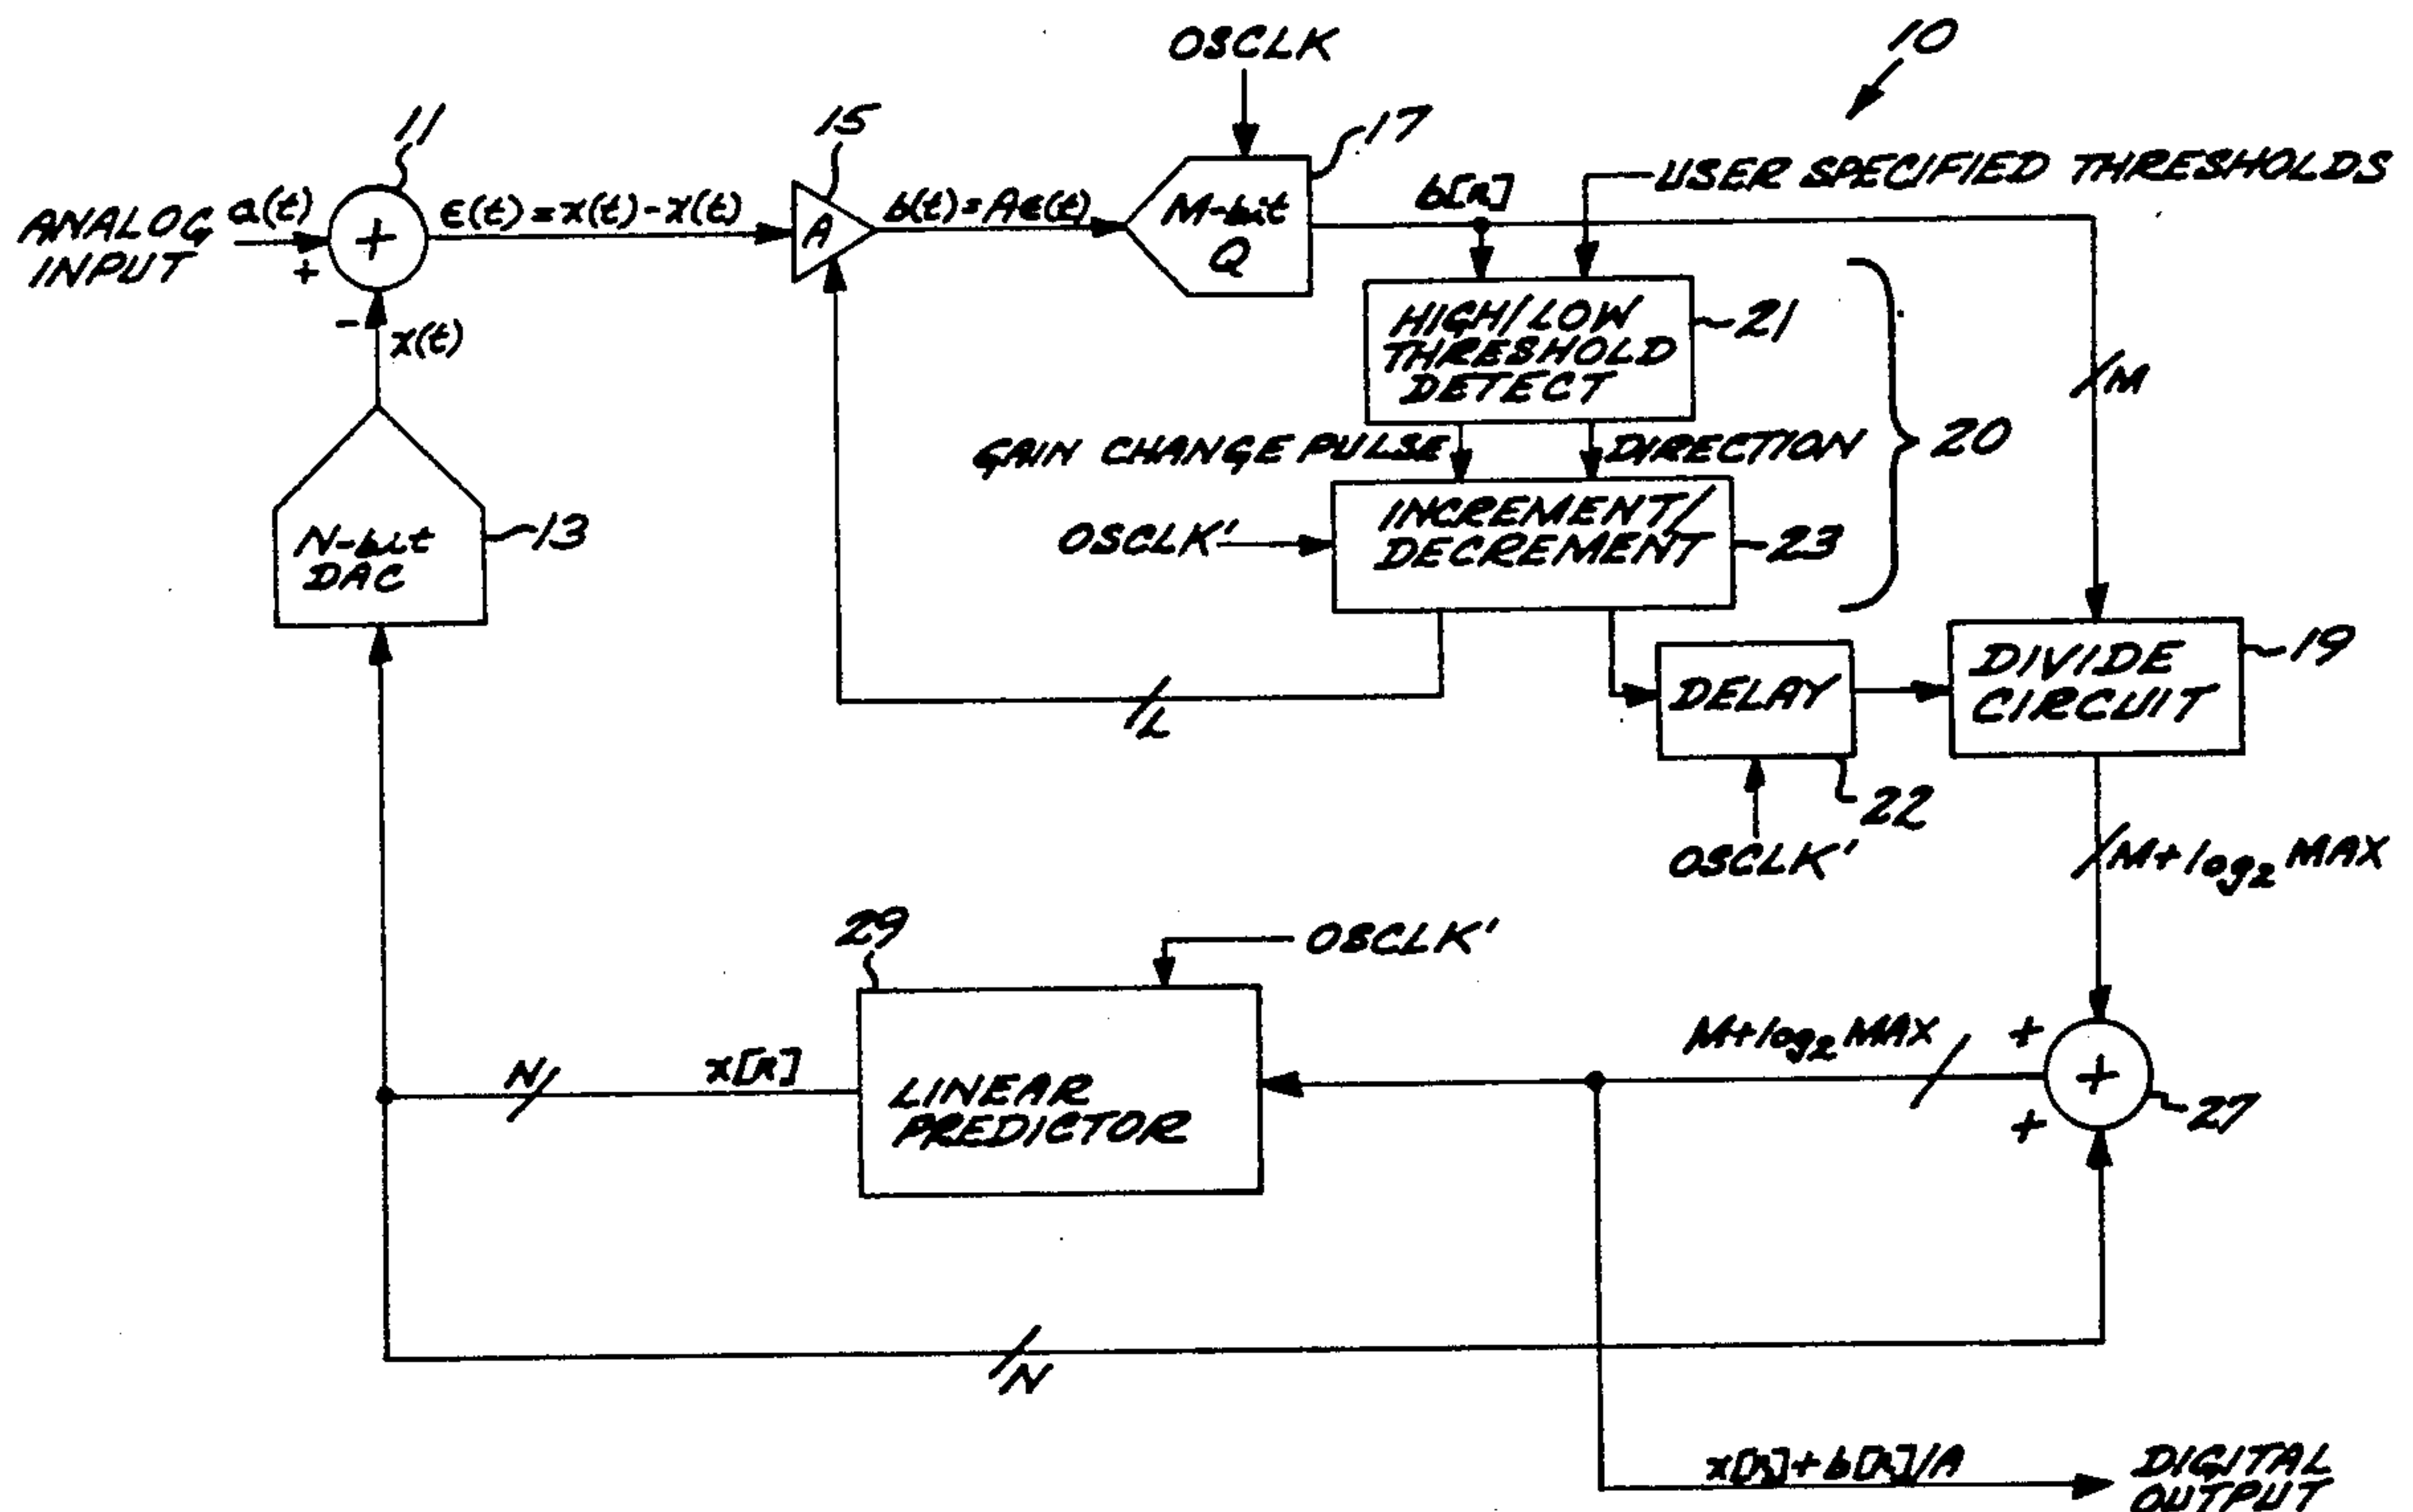 OSCLK
10
11
15
17
USER SPECIFIED THRESHOLDS
ANALOG
INPUT
a(t)
+
+
ϵ(t)=x(t)-x(t)
A
b(t)=Aϵ(t)
M-bit
Q
b[k]
-
x(t)
HIGH/LOW
THRESHOLD
DETECT
21
M
GAIN CHANGE PULSE
DIRECTION
20
N-bit
DAC
13
OSCLK'
INCREMENT/
DECREMENT
23
L
DELAY
22
OSCLK'
DIVIDE
CIRCUIT
19
M+log₂ MAX
29
OSCLK'
LINEAR
PREDICTOR
N
x[k]
M+log₂ MAX
+
+
+
27
N
x[k]+b[k]/A
DIGITAL
OUTPUT